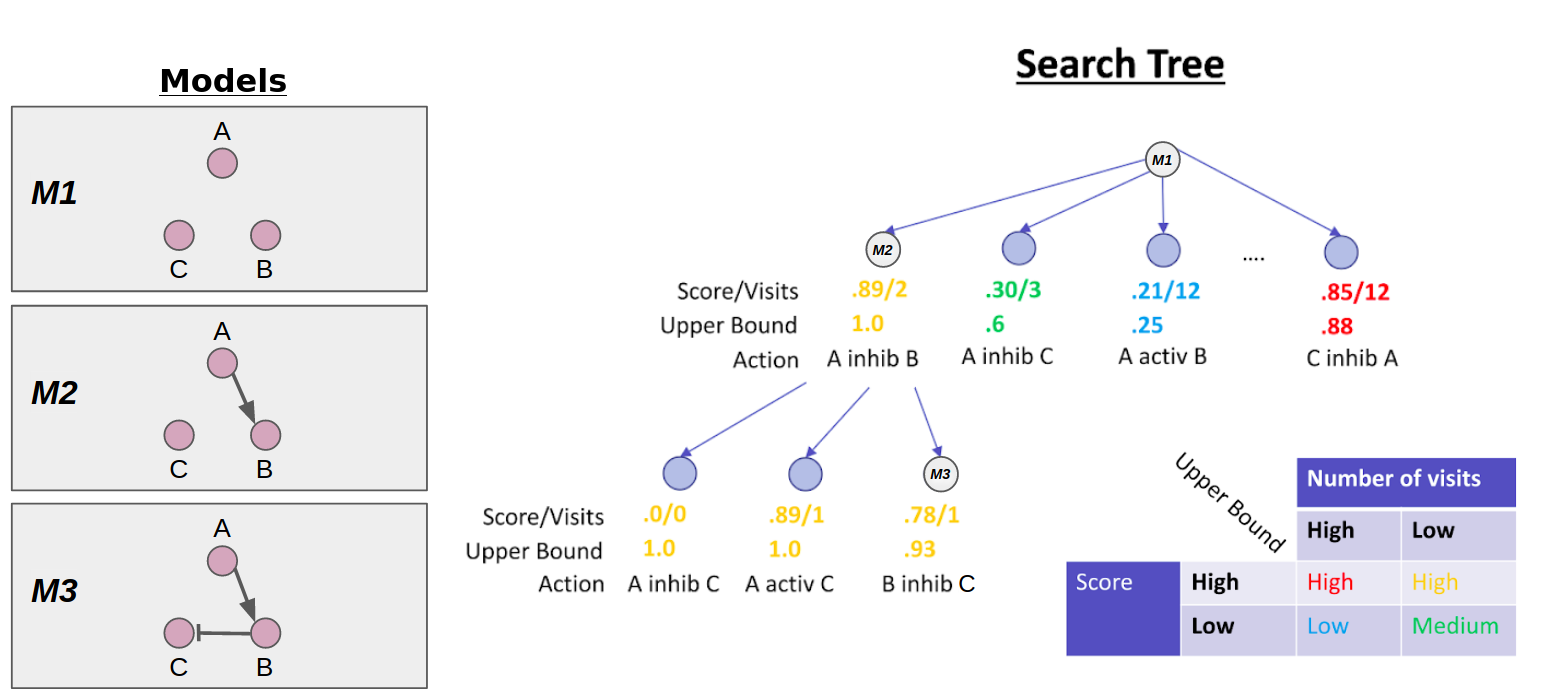 Models
A
M1
C B
A
M2
C B
A
M3
C B
Search Tree
M1
M2
....
Score/Visits .89/2 .30/3 .21/12 .85/12
Upper Bound 1.0 .6 .25 .88
Action A inhib B A inhib C A activ B C inhib A
M3
Score/Visits .0/0 .89/1 .78/1
Upper Bound 1.0 1.0 .93
Action A inhib C A activ C B inhib C
Upper Bound
Number of visits
High Low
Score High High High
Low Low Medium